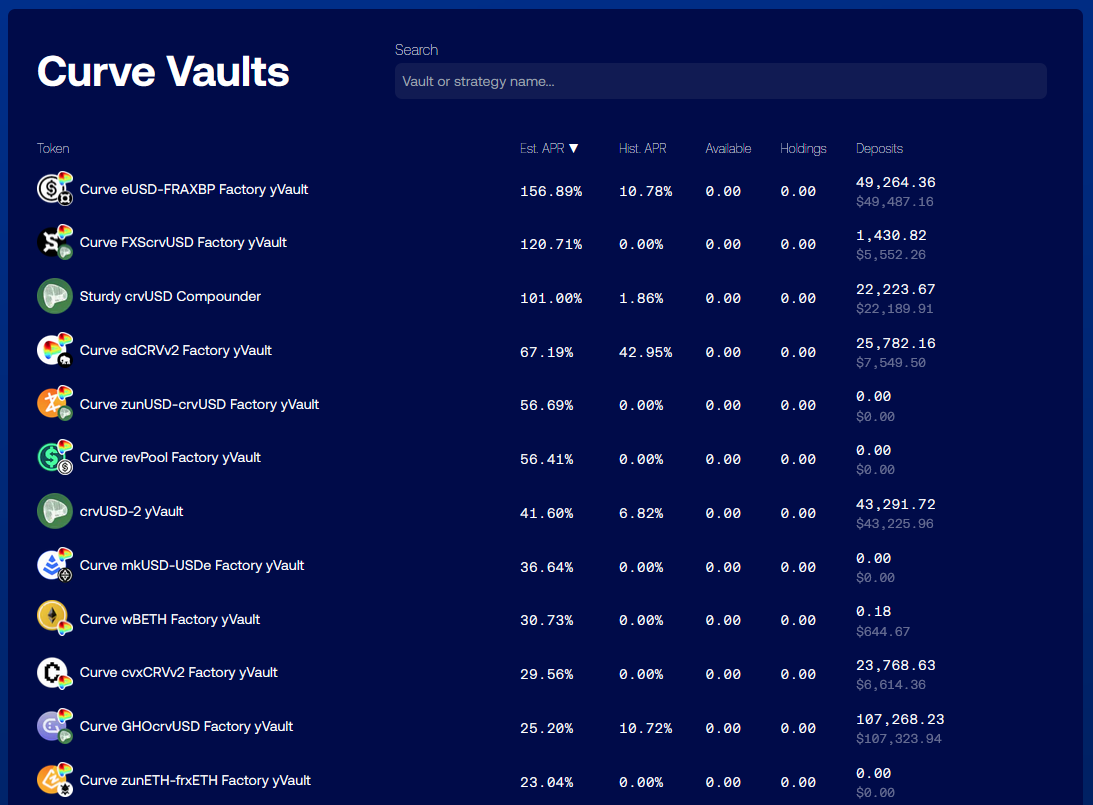 Curve Vaults
Search
Vault or strategy name...
Token Est. APR ▼ Hist. APR Available Holdings Deposits
Curve eUSD-FRAXBP Factory yVault 156.89% 10.78% 0.00 0.00 49,264.36
$49,487.16
Curve FXScrvUSD Factory yVault 120.71% 0.00% 0.00 0.00 1,430.82
$5,552.26
Sturdy crvUSD Compounder 101.00% 1.86% 0.00 0.00 22,223.67
$22,189.91
Curve sdCRVv2 Factory yVault 67.19% 42.95% 0.00 0.00 25,782.16
$7,549.50
Curve zunUSD-crvUSD Factory yVault 56.69% 0.00% 0.00 0.00 0.00
$0.00
Curve revPool Factory yVault 56.41% 0.00% 0.00 0.00 0.00
$0.00
crvUSD-2 yVault 41.60% 6.82% 0.00 0.00 43,291.72
$43,225.96
Curve mkUSD-USDe Factory yVault 36.64% 0.00% 0.00 0.00 0.00
$0.00
Curve wBETH Factory yVault 30.73% 0.00% 0.00 0.00 0.18
$644.67
Curve cvxCRVv2 Factory yVault 29.56% 0.00% 0.00 0.00 23,768.63
$6,614.36
Curve GHOcrvUSD Factory yVault 25.20% 10.72% 0.00 0.00 107,268.23
$107,323.94
Curve zunETH-frxETH Factory yVault 23.04% 0.00% 0.00 0.00 0.00
$0.00